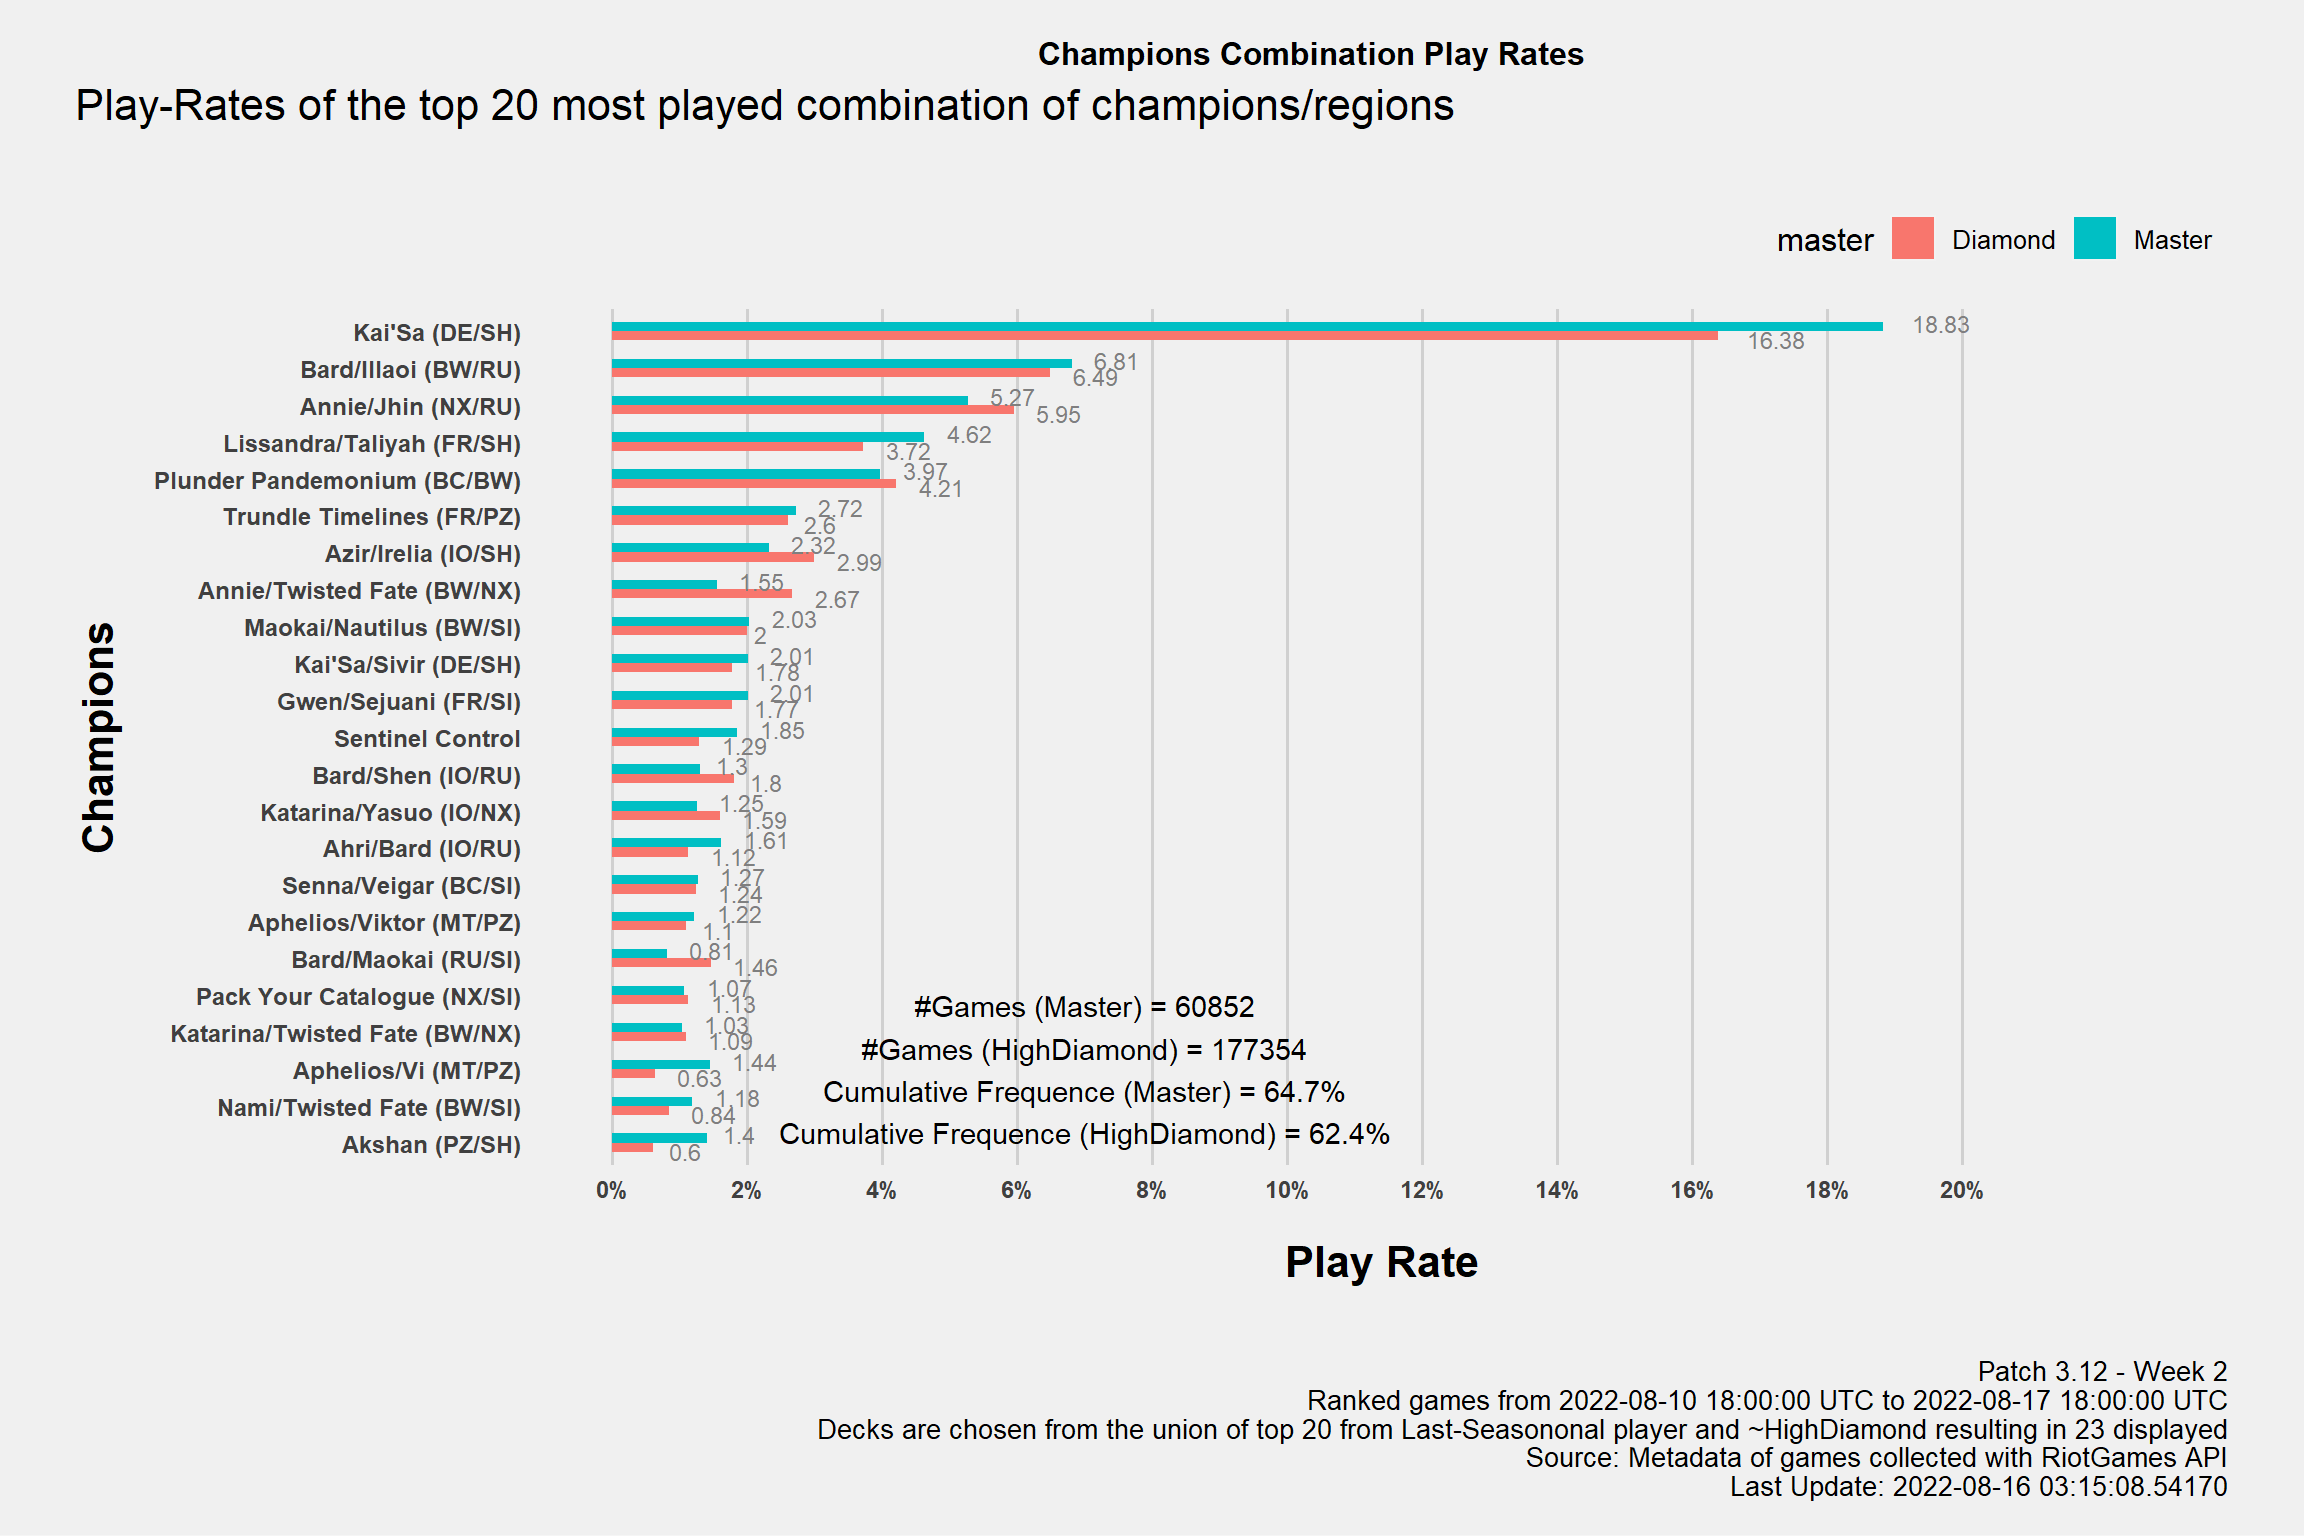 Champions Combination Play Rates
Play-Rates of the top 20 most played combination of champions/regions
master Diamond Master
Kai'Sa (DE/SH) 18.83
16.38
Bard/Illaoi (BW/RU) 6.81
6.49
Annie/Jhin (NX/RU) 5.27
5.95
Lissandra/Taliyah (FR/SH) 4.62
3.72
Plunder Pandemonium (BC/BW) 3.97
4.21
Trundle Timelines (FR/PZ) 2.72
2.6
Azir/Irelia (IO/SH) 2.32
2.99
Annie/Twisted Fate (BW/NX) 1.55
2.67
Maokai/Nautilus (BW/SI) 2.03
2
Kai'Sa/Sivir (DE/SH) 2.01
1.78
Gwen/Sejuani (FR/SI) 2.01
1.77
Sentinel Control 1.85
1.29
Bard/Shen (IO/RU) 1.3
1.8
Katarina/Yasuo (IO/NX) 1.25
1.59
Ahri/Bard (IO/RU) 1.61
1.12
Senna/Veigar (BC/SI) 1.27
1.24
Aphelios/Viktor (MT/PZ) 1.22
1.1
Bard/Maokai (RU/SI) 0.81
1.46
Pack Your Catalogue (NX/SI) 1.07
1.13
Katarina/Twisted Fate (BW/NX) 1.03
1.09
Aphelios/Vi (MT/PZ) 1.44
0.63
Nami/Twisted Fate (BW/SI) 1.18
0.84
Akshan (PZ/SH) 1.4
0.6
Champions
#Games (Master) = 60852
#Games (HighDiamond) = 177354
Cumulative Frequence (Master) = 64.7%
Cumulative Frequence (HighDiamond) = 62.4%
0% 2% 4% 6% 8% 10% 12% 14% 16% 18% 20%
Play Rate
Patch 3.12 - Week 2
Ranked games from 2022-08-10 18:00:00 UTC to 2022-08-17 18:00:00 UTC
Decks are chosen from the union of top 20 from Last-Seasononal player and ~HighDiamond resulting in 23 displayed
Source: Metadata of games collected with RiotGames API
Last Update: 2022-08-16 03:15:08.54170